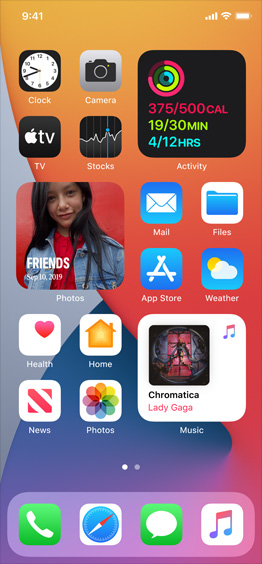 9:41
Clock
Camera
375/500CAL
19/30MIN
4/12HRS
tv
TV
Stocks
Activity
FRIENDS
Sep 10, 2019
Photos
Mail
Files
App Store
Weather
Health
Home
Chromatica
Lady Gaga
News
Photos
Music